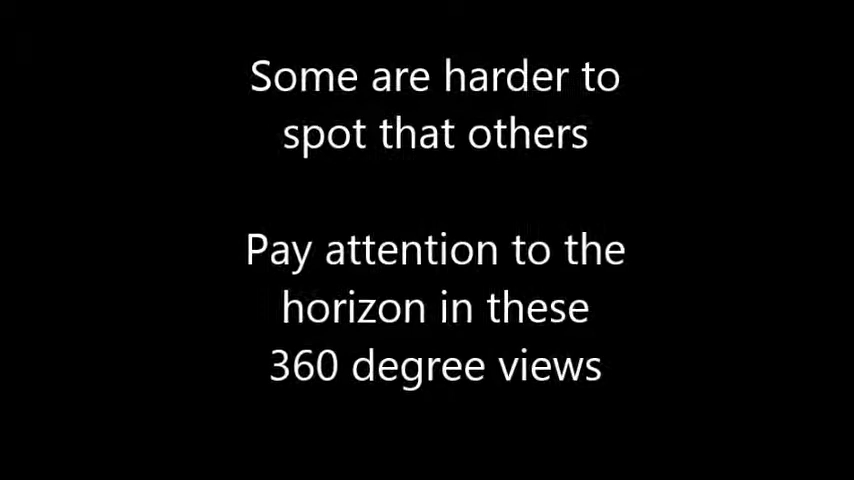 Some are harder to
spot that others
Pay attention to the
horizon in these
360 degree views